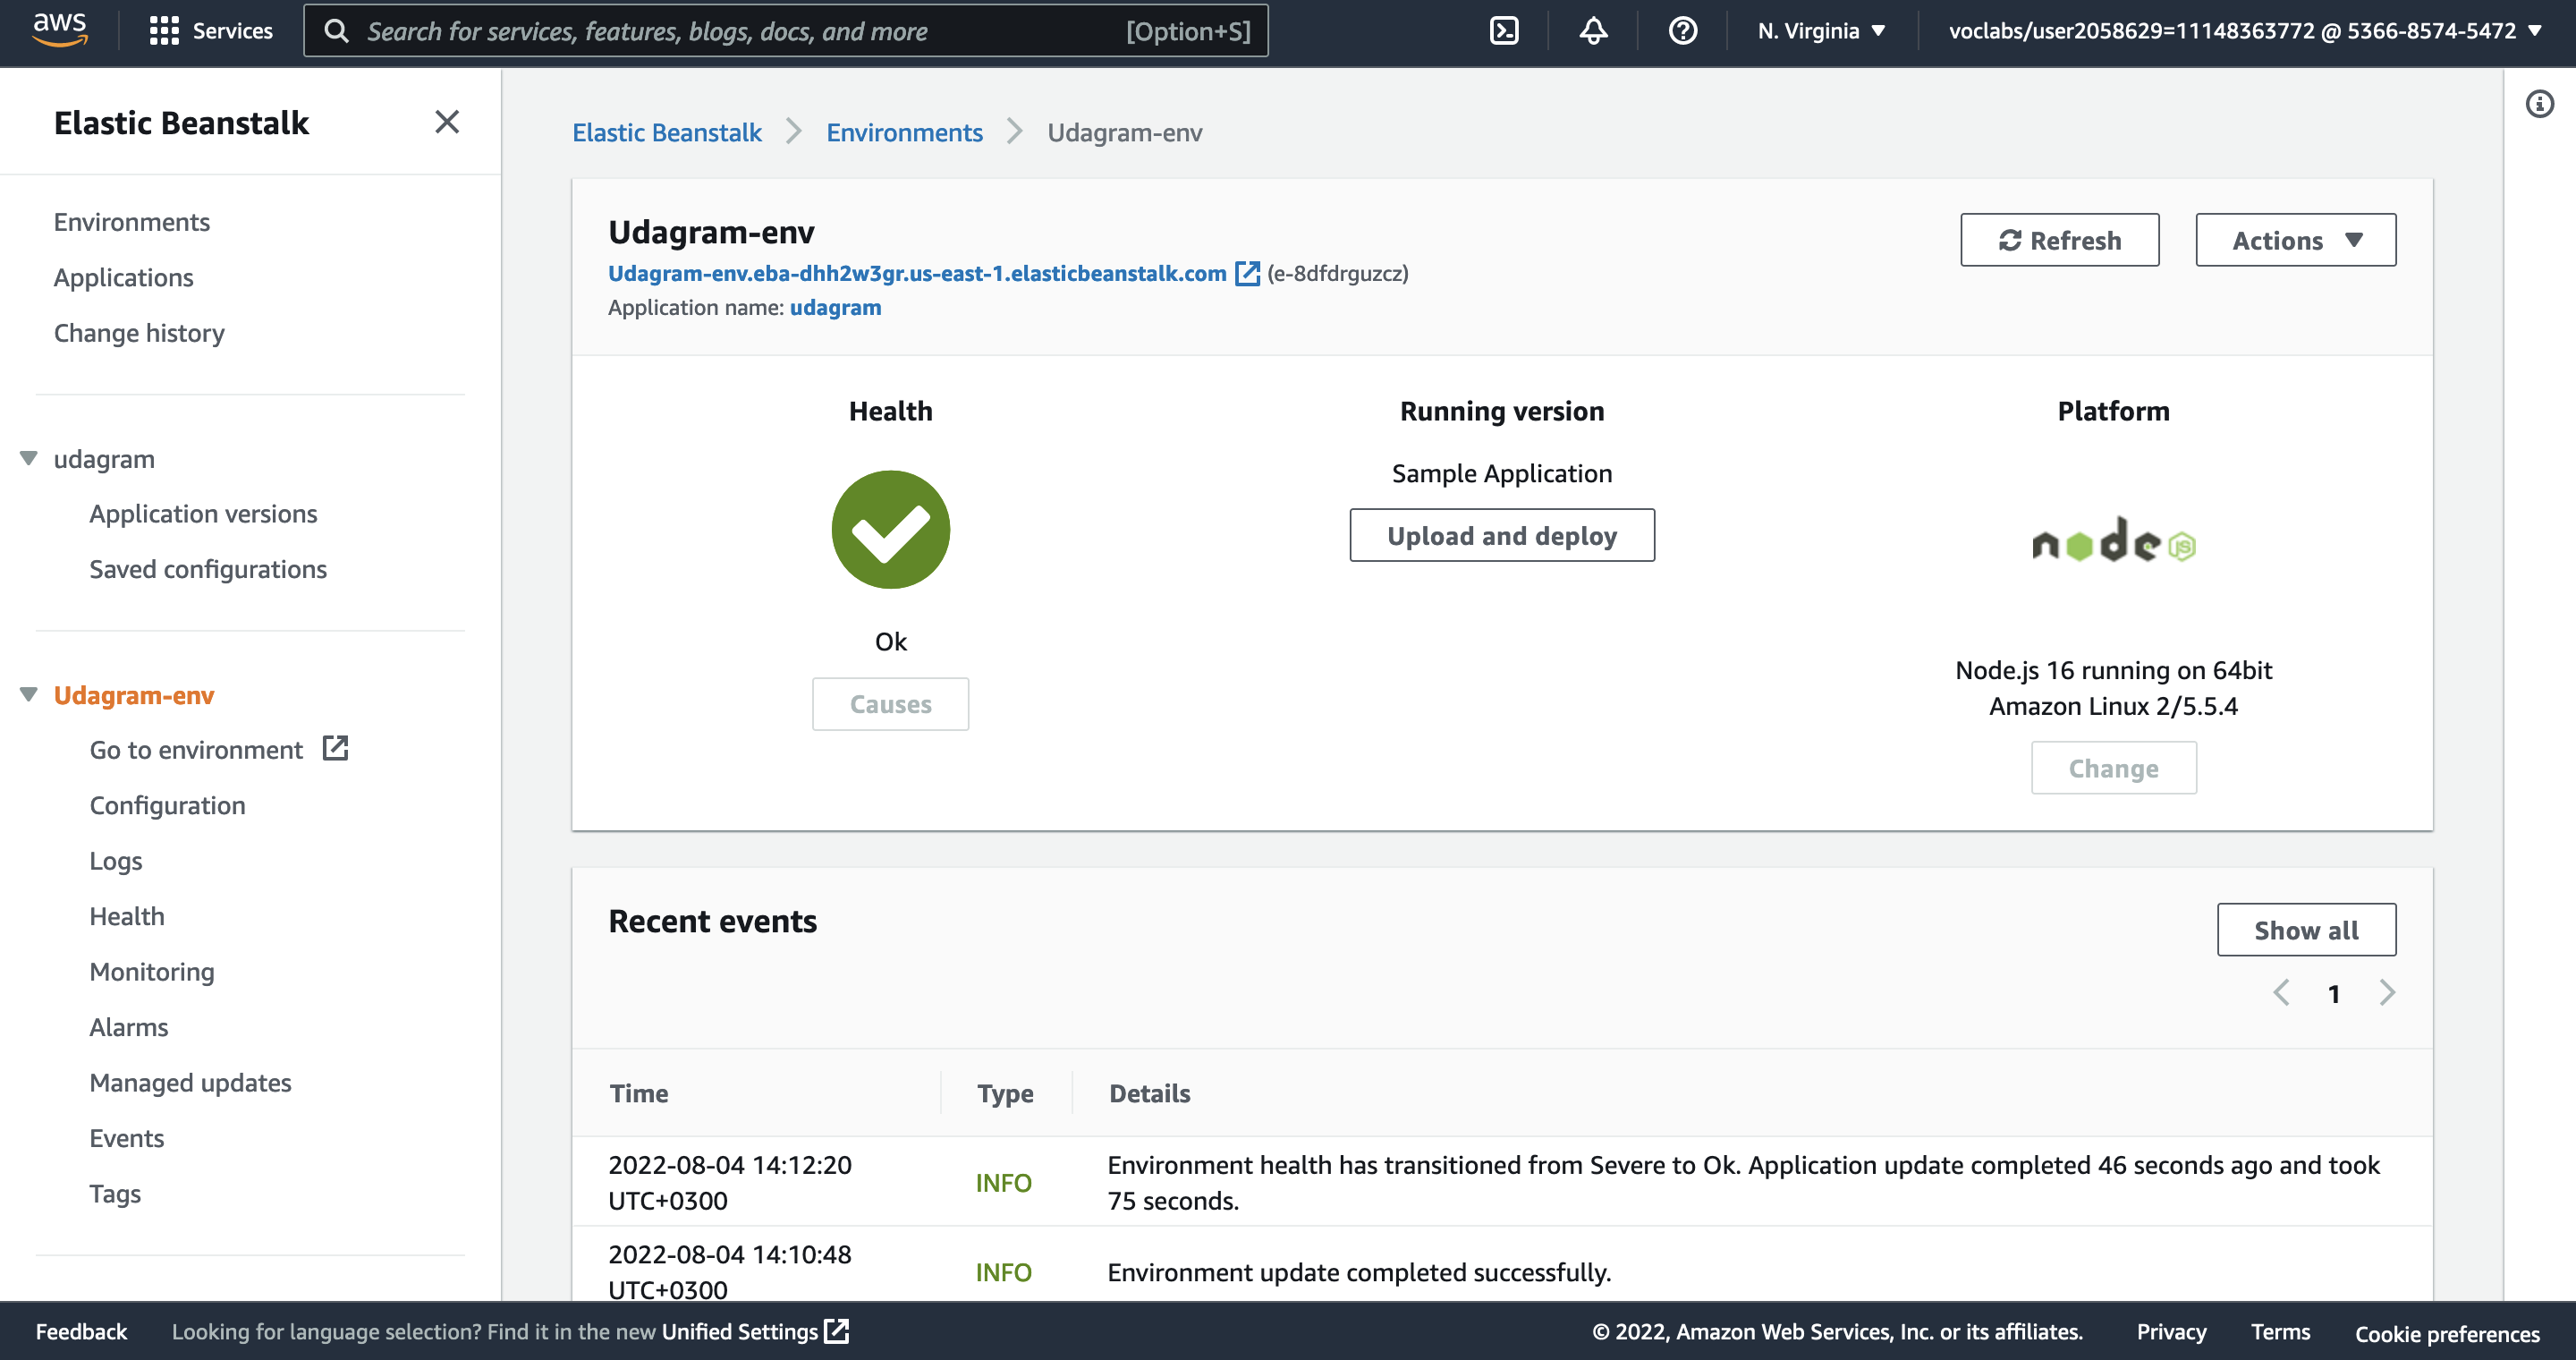 aws
Services
Search for services, features, blogs, docs, and more
[Option+S]
N. Virginia
voclabs/user2058629=11148363772 @ 5366-8574-5472
Elastic Beanstalk
Environments
Applications
Change history
udagram
Application versions
Saved configurations
Udagram-env
Go to environment
Configuration
Logs
Health
Monitoring
Alarms
Managed updates
Events
Tags
Elastic Beanstalk
Environments
Udagram-env
Udagram-env
Udagram-env.eba-dhh2w3gr.us-east-1.elasticbeanstalk.com (e-8dfdrguzcz)
Application name: udagram
Refresh
Actions
Health
Ok
Causes
Running version
Sample Application
Upload and deploy
Platform
node JS
Node.js 16 running on 64bit
Amazon Linux 2/5.5.4
Change
Recent events
Show all
1
Time
Type
Details
2022-08-04 14:12:20
UTC+0300
INFO
Environment health has transitioned from Severe to Ok. Application update completed 46 seconds ago and took
75 seconds.
2022-08-04 14:10:48
UTC+0300
INFO
Environment update completed successfully.
Feedback
Looking for language selection? Find it in the new Unified Settings
© 2022, Amazon Web Services, Inc. or its affiliates.
Privacy
Terms
Cookie preferences